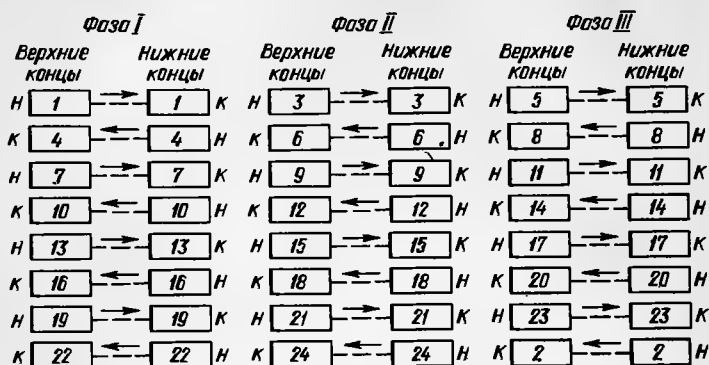 Фаза I Фаза II Фаза III
Верхние Нижние Верхние Нижние Верхние Нижние
концы концы концы концы концы концы
Н 1 1 К Н 3 3 К Н 5 5 К
К 4 4 Н К 6 6 Н К 8 8 Н
Н 7 7 К Н 9 9 К Н 11 11 К
К 10 10 Н К 12 12 Н К 14 14 Н
Н 13 13 К Н 15 15 К Н 17 17 К
К 16 16 Н К 18 18 Н К 20 20 Н
Н 19 19 К Н 21 21 К Н 23 23 К
К 22 22 Н К 24 24 Н К 2 2 Н